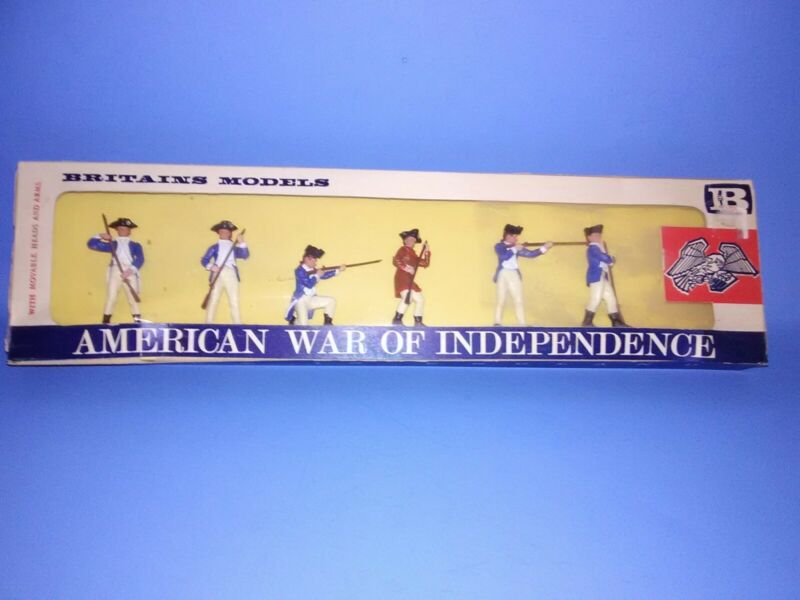 BRITAINS MODELS
B
WITH MOVABLE HEADS AND ARMS
AMERICAN WAR OF INDEPENDENCE